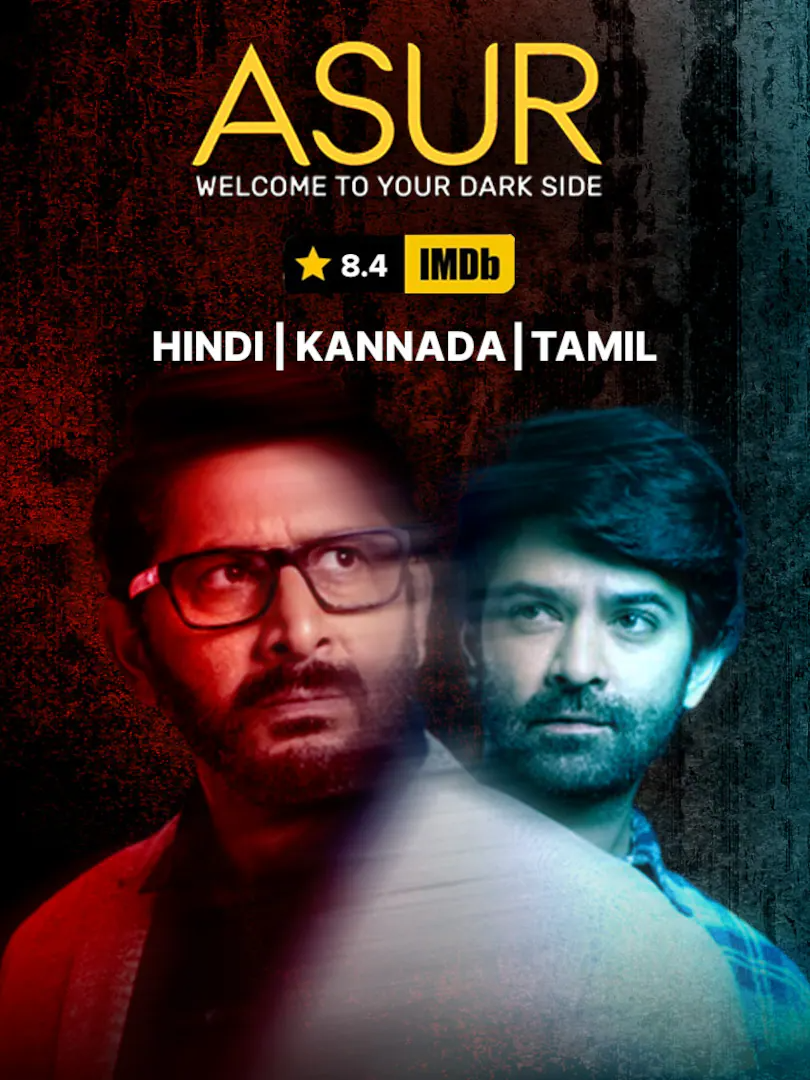 ASUR
WELCOME TO YOUR DARK SIDE
8.4 IMDb
HINDI | KANNADA | TAMIL